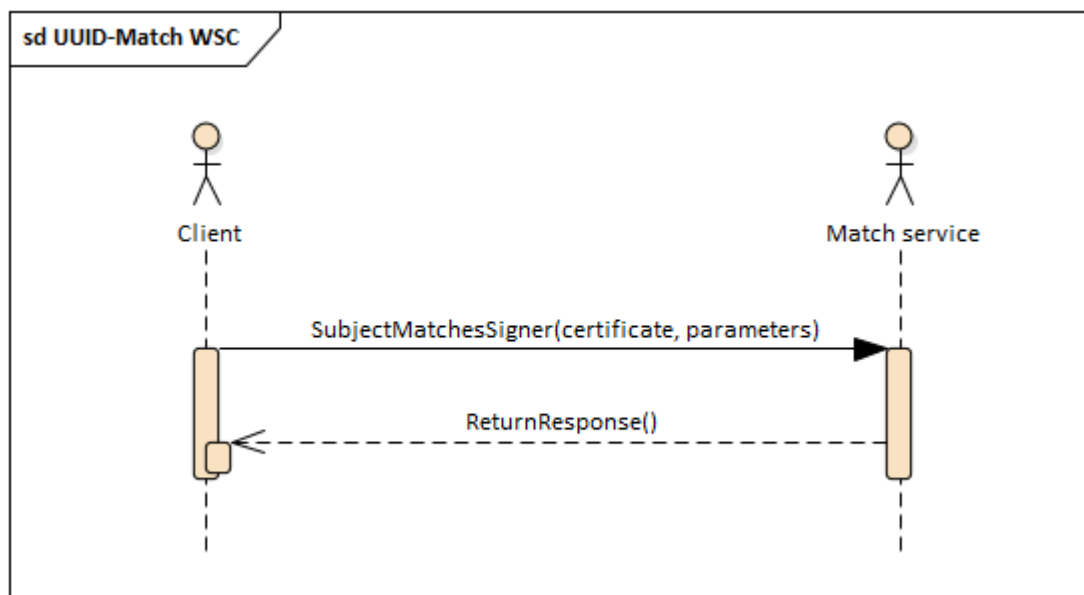 sd UUID-Match WSC
Client
Match service
SubjectMatchesSigner(certificate, parameters)
ReturnResponse()